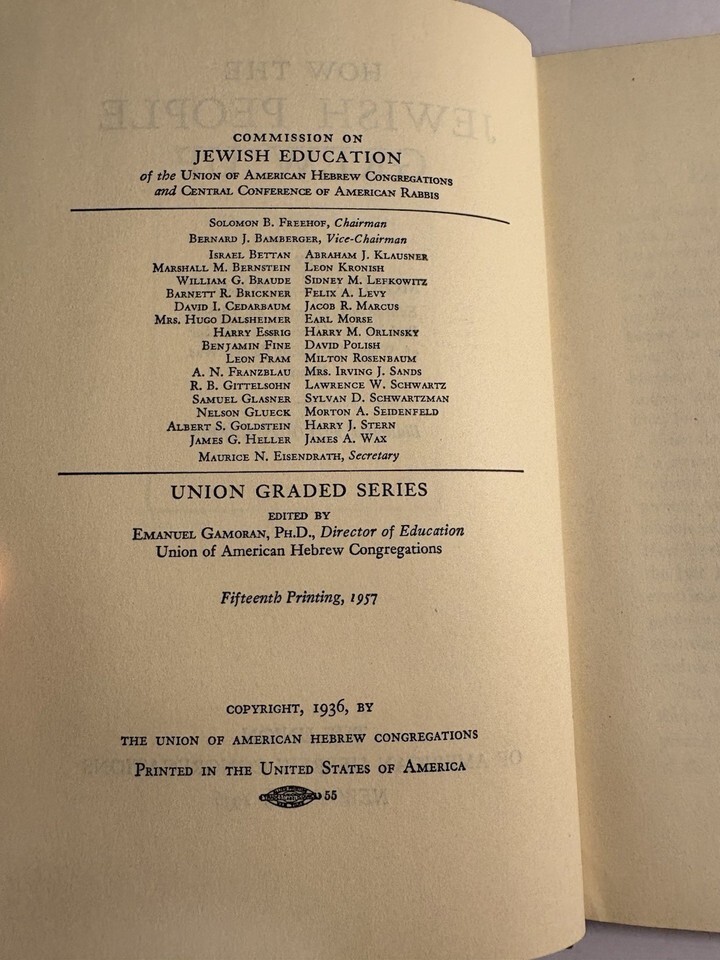 COMMISSION ON
JEWISH EDUCATION
of the UNION OF AMERICAN HEBREW CONGREGATIONS
and CENTRAL CONFERENCE OF AMERICAN RABBIS
SOLOMON B. FREEHOF, Chairman
BERNARD J. BAMBERGER, Vice-Chairman
ISRAEL BETTAN ABRAHAM J. KLAUSNER
MARSHALL M. BERNSTEIN LEON KRONISH
WILLIAM G. BRAUDE SIDNEY M. LEFKOWITZ
BARNETT R. BRICKNER FELIX A. LEVY
DAVID I. CEDARBAUM JACOB R. MARCUS
MRS. HUGO DALSHEIMER EARL MORSE
HARRY ESSRIG HARRY M. ORLINSKY
BENJAMIN FINE DAVID POLISH
LEON FRAM MILTON ROSENBAUM
A. N. FRANZBLAU MRS. IRVING J. SANDS
R. B. GITTELSOHN LAWRENCE W. SCHWARTZ
SAMUEL GLASNER SYLVAN D. SCHWARTZMAN
NELSON GLUECK MORTON A. SEIDENFELD
ALBERT S. GOLDSTEIN HARRY J. STERN
JAMES G. HELLER JAMES A. WAX
MAURICE N. EISENDRATH, Secretary
UNION GRADED SERIES
EDITED BY
EMANUEL GAMORAN, PH.D., Director of Education
Union of American Hebrew Congregations
Fifteenth Printing, 1957
COPYRIGHT, 1936, BY
THE UNION OF AMERICAN HEBREW CONGREGATIONS
PRINTED IN THE UNITED STATES OF AMERICA
55